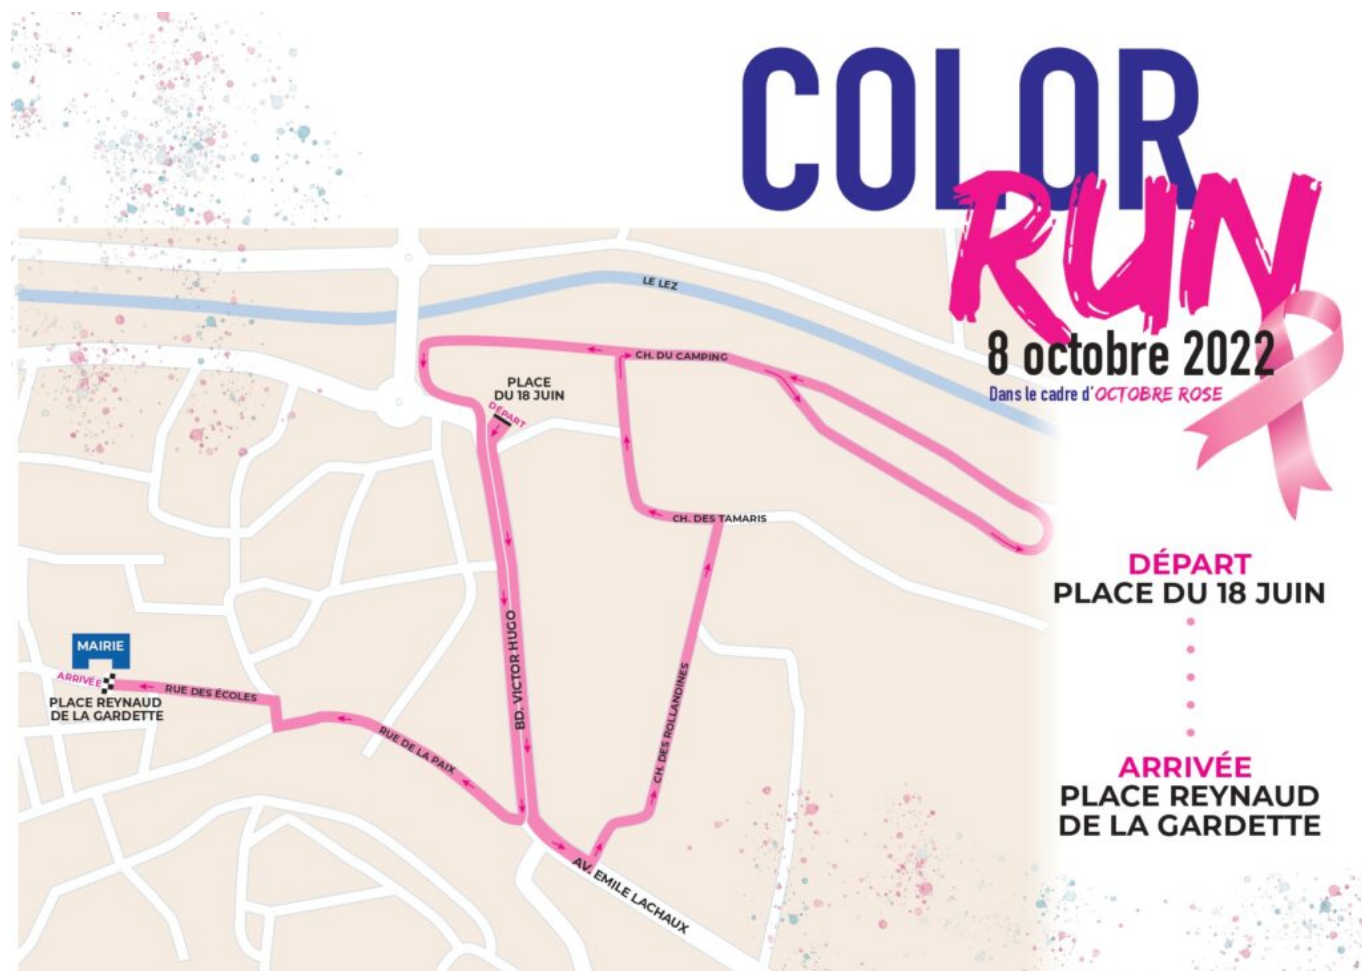 COLOR
RUN
8 octobre 2022
Dans le cadre d'OCTOBRE ROSE
LE LEZ
CH. DU CAMPING
PLACE
DU 18 JUIN
DÉPART
CH. DES TAMARIS
BD. VICTOR HUGO
CH. DES ROLLANDINES
MAIRIE
ARRIVÉE
RUE DES ÉCOLES
PLACE REYNAUD
DE LA GARDETTE
RUE DE LA PAIX
AV. EMILE LACHAUX
DÉPART
PLACE DU 18 JUIN
ARRIVÉE
PLACE REYNAUD
DE LA GARDETTE